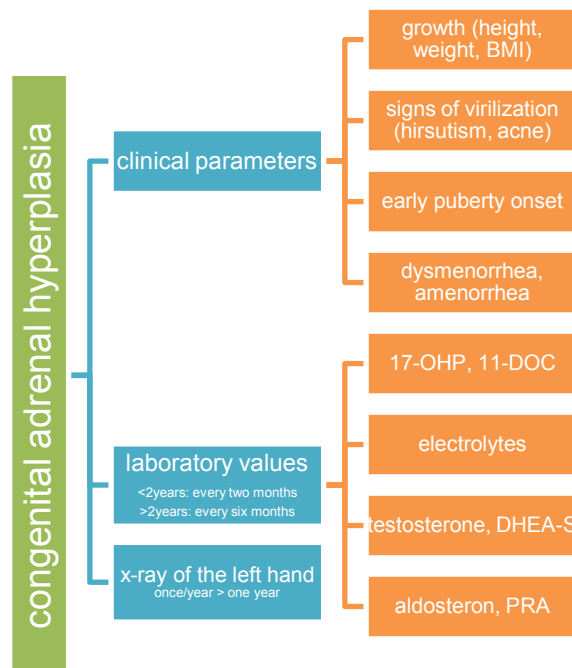 congenital adrenal hyperplasia
clinical parameters
growth (height,
weight, BMI)
signs of virilization
(hirsutism, acne)
early puberty onset
dysmenorrhea,
amenorrhea
laboratory values
<2years: every two months
>2years: every six months
17-OHP, 11-DOC
electrolytes
testosterone, DHEA-S
aldosteron, PRA
x-ray of the left hand
once/year > one year